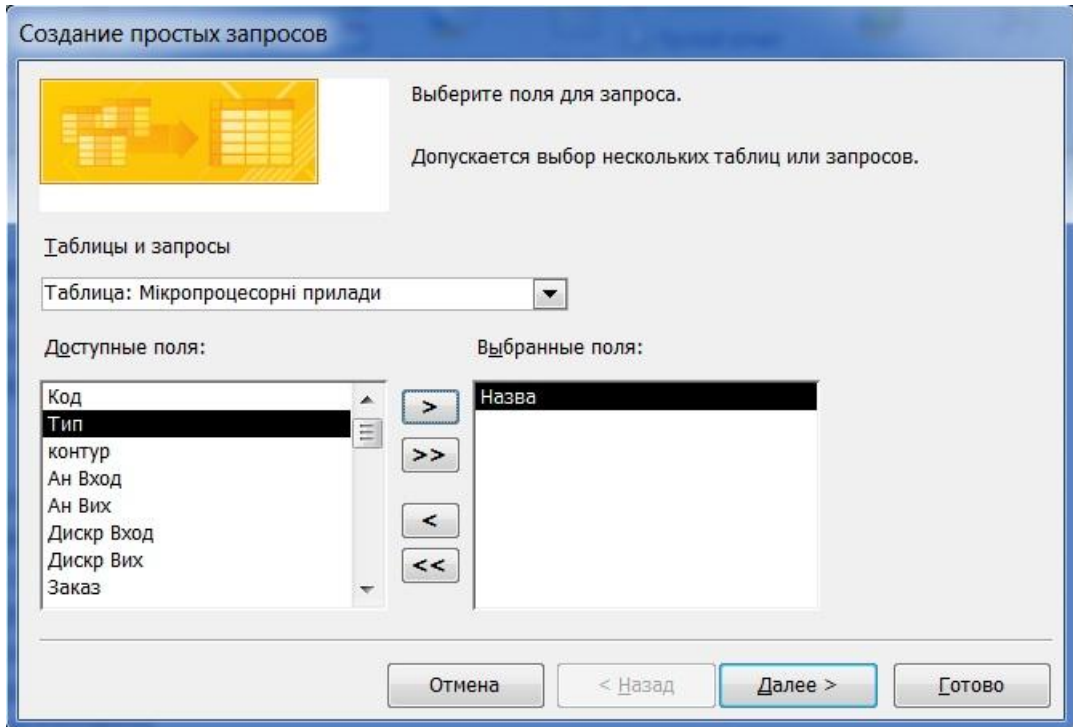 Создание простых запросов
Выберите поля для запроса.
Допускается выбор нескольких таблиц или запросов.
Таблицы и запросы
Таблица: Мікропроцесорні прилади
Доступные поля:
Выбранные поля:
Код
Тип
контур
Ан Вход
Ан Вих
Дискр Вход
Дискр Вих
Заказ
>
>>
<
<<
Назва
Отмена
< Назад
Далее >
Готово